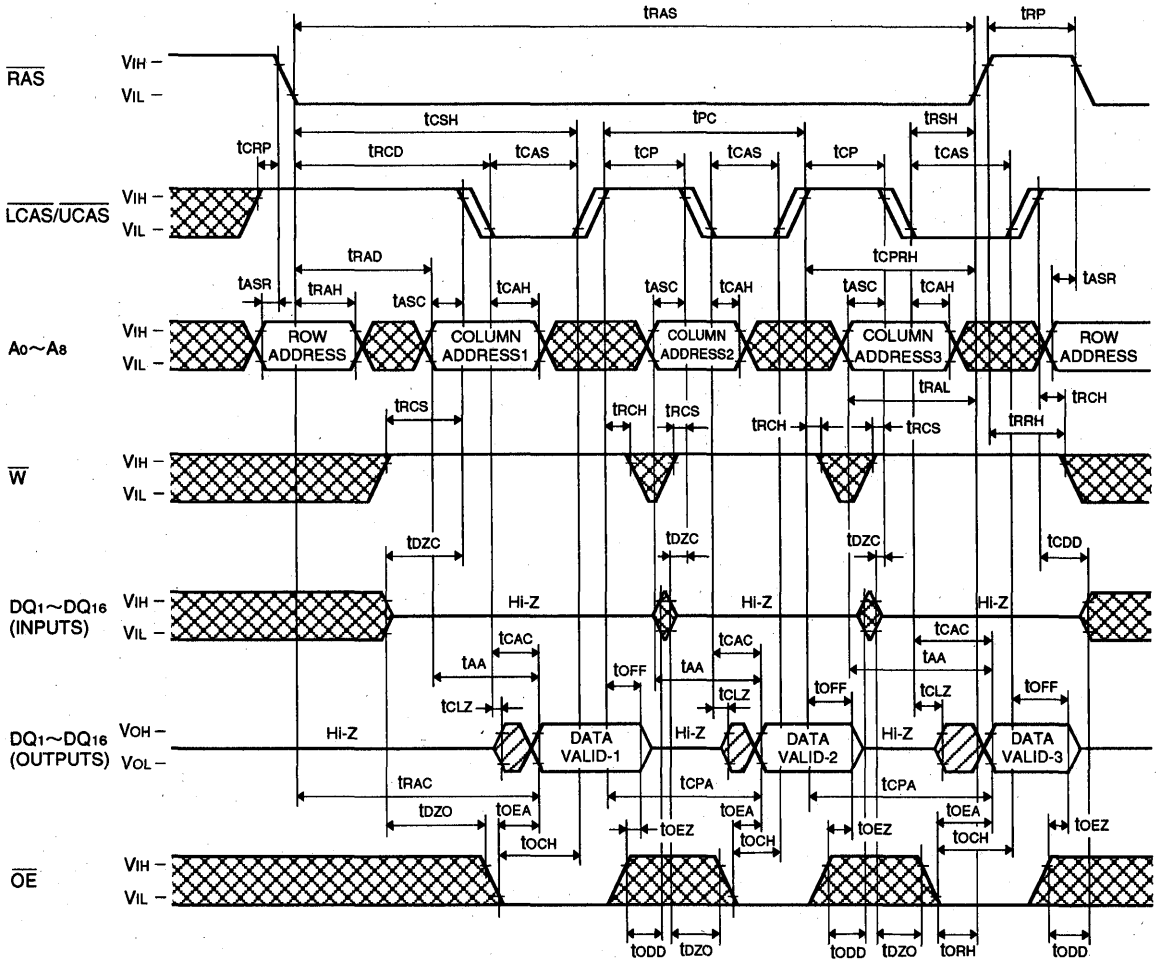 tRAS tRP
RAS VIH
VIL
tCSH tPC tRSH
tCRP tRCD tCAS tCP tCAS tCP tCAS
LCAS/UCAS VIH
VIL
tRAD tCPRH
tASR tRAH tASC tCAH tASC tCAH tASC tCAH tASR
A0~A8 VIH
VIL
ROW ADDRESS COLUMN ADDRESS1 COLUMN ADDRESS2 COLUMN ADDRESS3 ROW ADDRESS
tRAL
tRCS tRCH tRCS tRCH tRCS tRRH tRCH
W VIH
VIL
tDZC tDZC tDZC tCDD
DQ1~DQ16 (INPUTS) VIH
VIL
Hi-Z Hi-Z Hi-Z
tCAC tCAC tCAC
tAA tAA tAA
tCLZ tOFF tCLZ tOFF tCLZ tOFF
DQ1~DQ16 (OUTPUTS) VOH
VOL
Hi-Z DATA VALID-1 Hi-Z DATA VALID-2 Hi-Z DATA VALID-3
tRAC tCPA tCPA
tDZO tOEA tOEZ tOEA tOEZ tOEA tOEZ
tOCH tOCH tOCH
OE VIH
VIL
tODD tDZO tODD tDZO tORH tODD